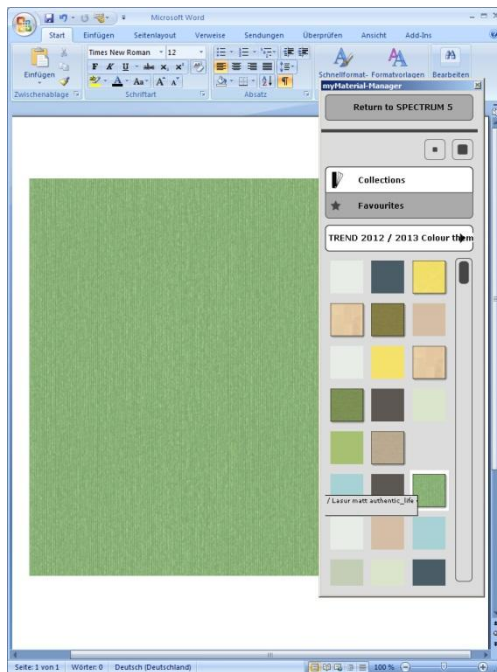 Microsoft Word
Start Einfügen Seitenlayout Verweise Sendungen Überprüfen Ansicht Add-Ins
Times New Roman 12
Einfügen
F K U abc x, x'
Aa A A
Schnellformat- Formatvorlagen Bearbeiten
Zwischenablage Schriftart Absatz
myMaterial-Manager
Return to SPECTRUM 5
Collections
Favourites
TREND 2012 / 2013 Colour them
/ Lasur matt authentic_life
Seite: 1 von 1 Wörter: 0 Deutsch (Deutschland) 100 %